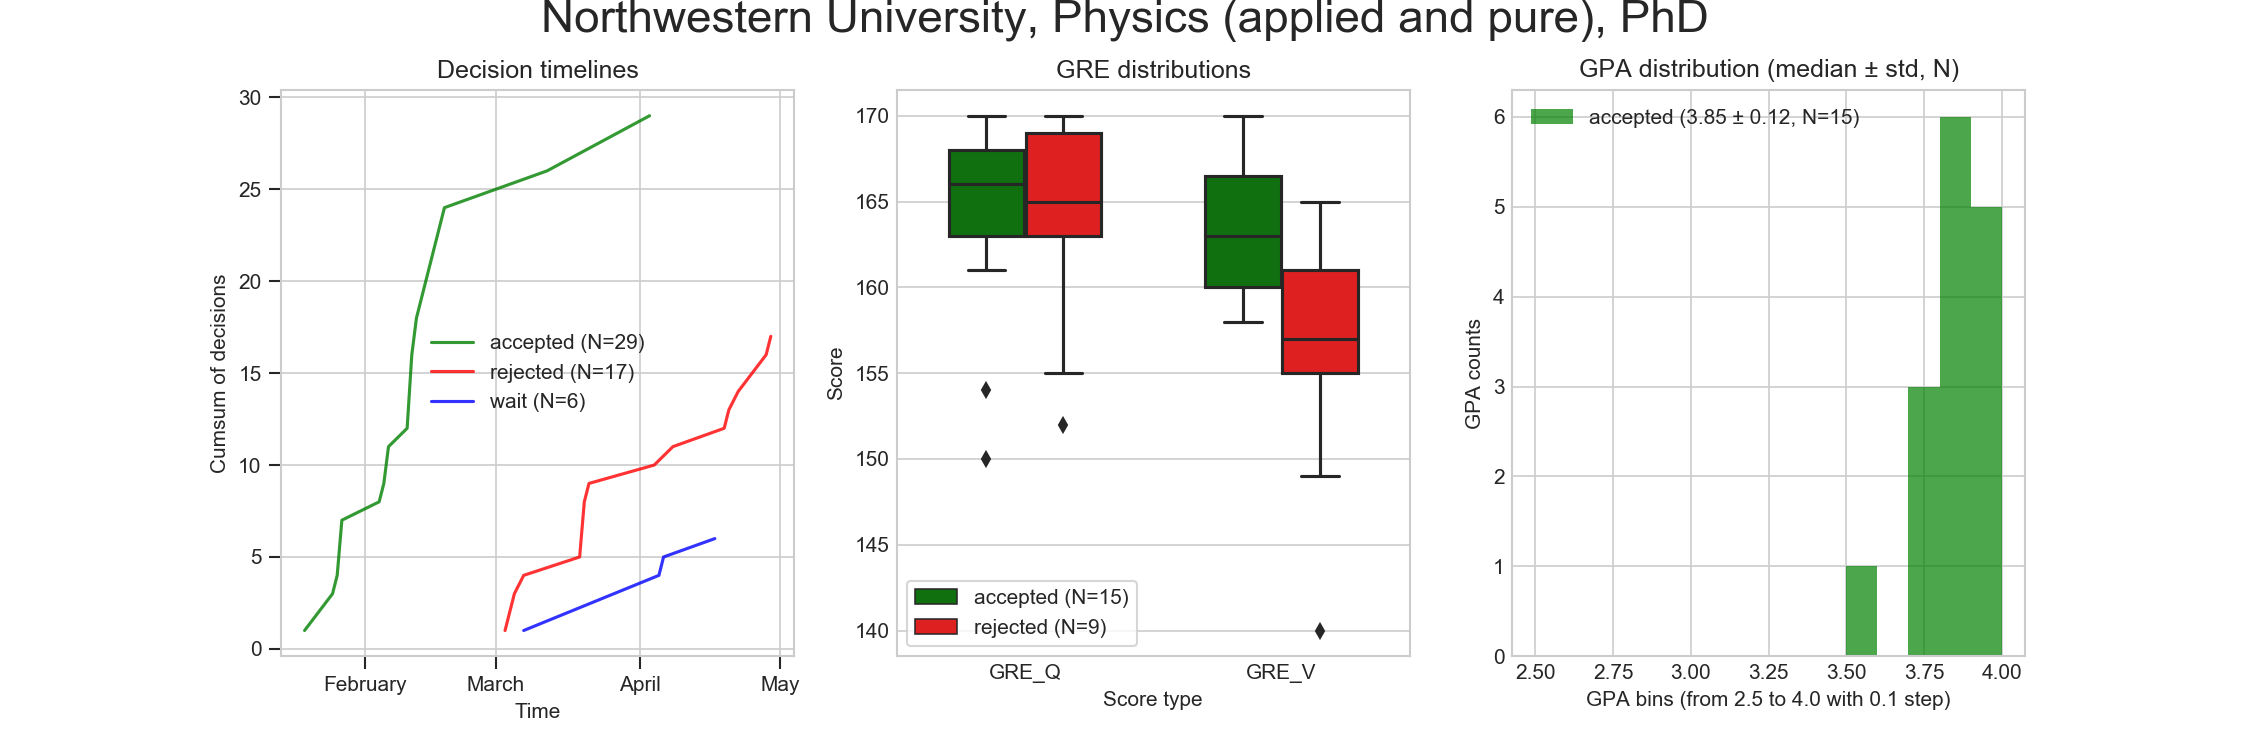 Northwestern University, Physics (applied and pure), PhD
Decision timelines
30
25
20
15
10
5
0
Cumsum of decisions
accepted (N=29)
rejected (N=17)
wait (N=6)
February March April May
Time
GRE distributions
170
165
160
155
150
145
140
Score
accepted (N=15)
rejected (N=9)
GRE_Q GRE_V
Score type
GPA distribution (median ± std, N)
accepted (3.85 ± 0.12, N=15)
6
5
4
3
2
1
0
GPA counts
2.50 2.75 3.00 3.25 3.50 3.75 4.00
GPA bins (from 2.5 to 4.0 with 0.1 step)